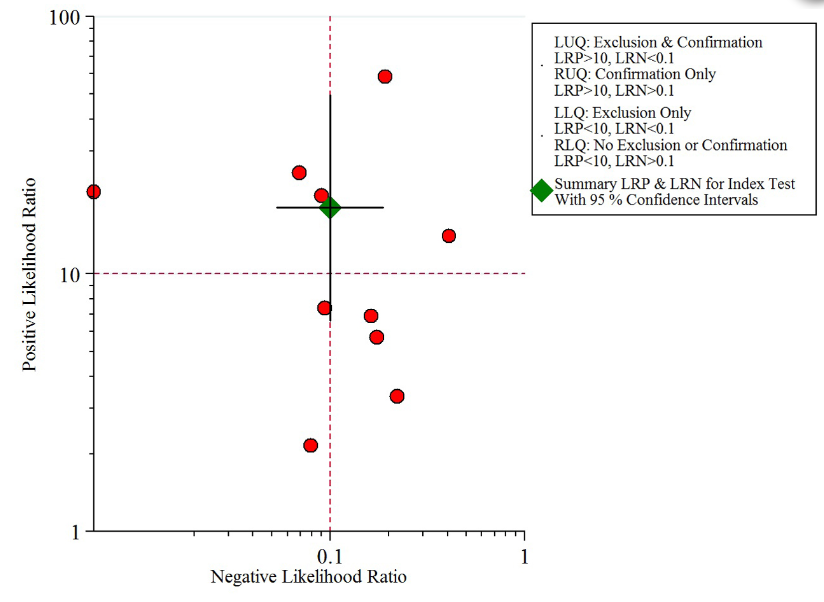 100
10
1
0.1
1
Positive Likelihood Ratio
Negative Likelihood Ratio
LUQ: Exclusion & Confirmation
LRP>10, LRN<0.1
RUQ: Confirmation Only
LRP>10, LRN>0.1
LLQ: Exclusion Only
LRP<10, LRN<0.1
RLQ: No Exclusion or Confirmation
LRP<10, LRN>0.1
Summary LRP & LRN for Index Test
With 95 % Confidence Intervals